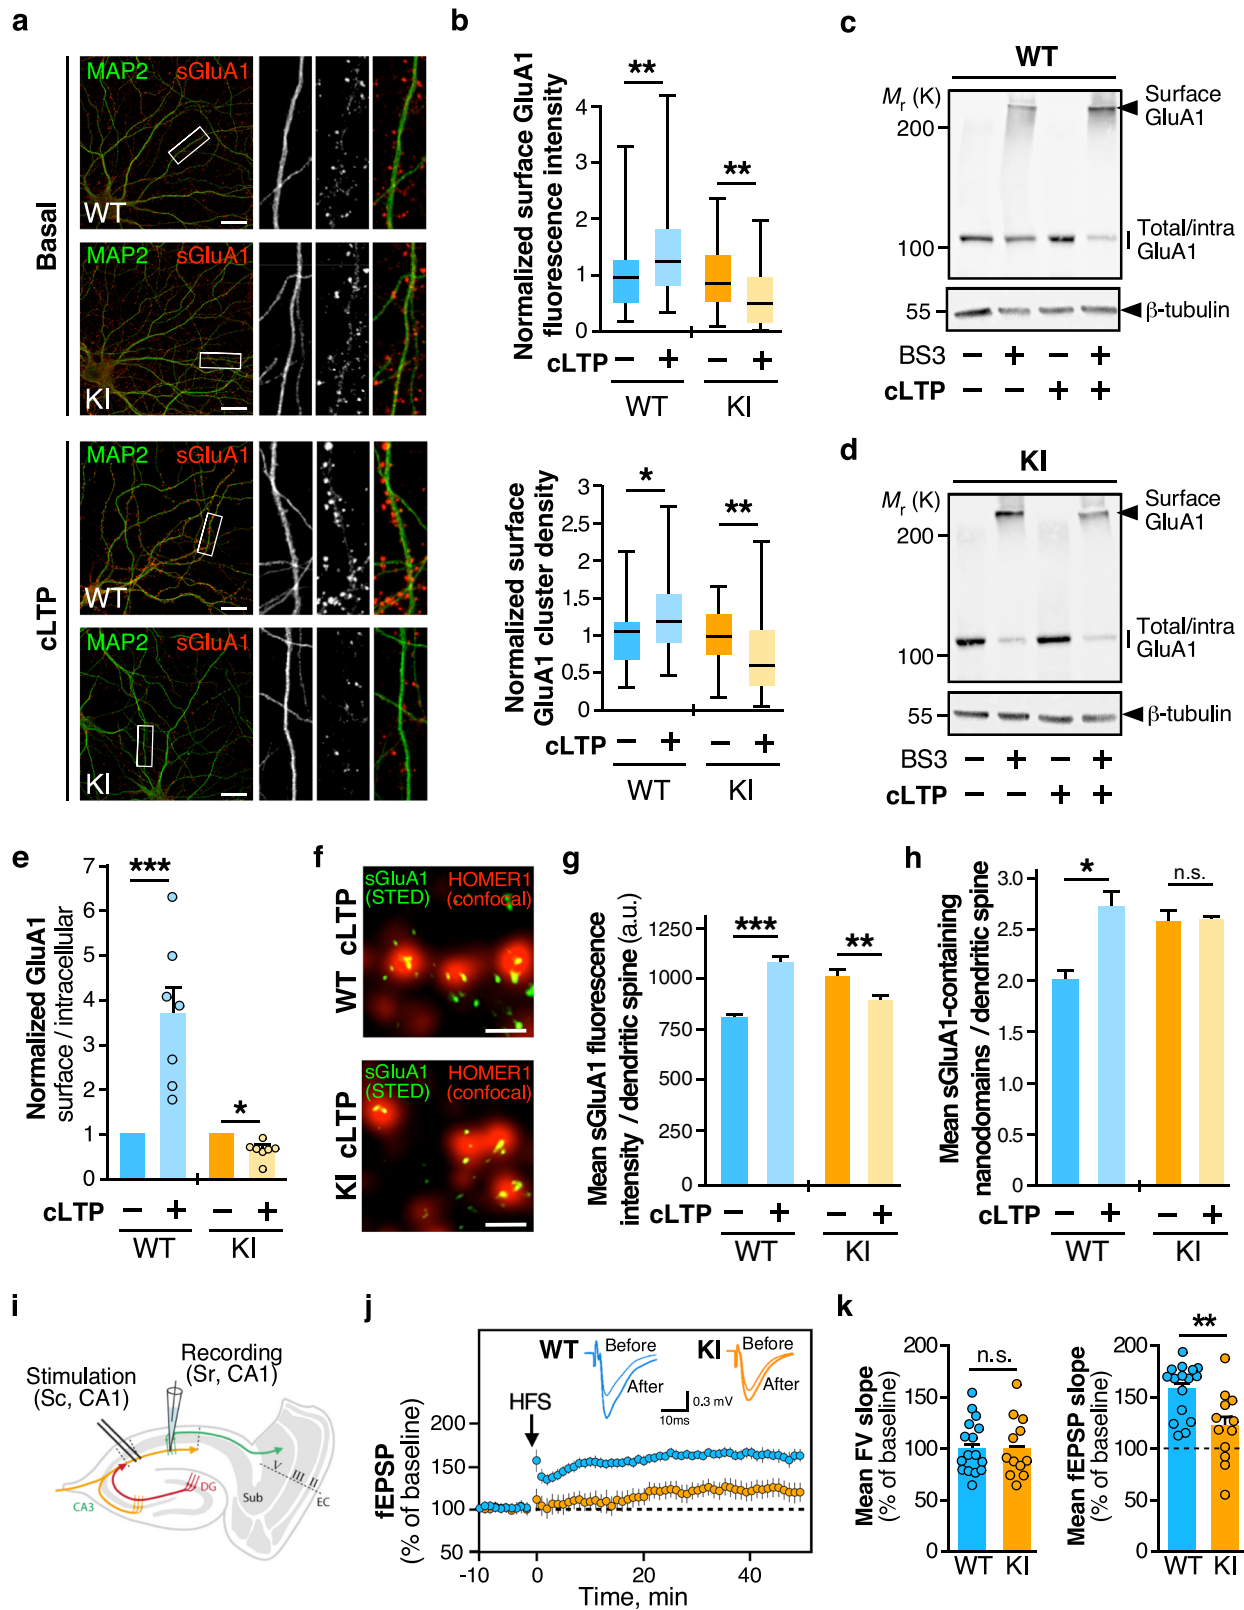 a
Basal
MAP2 sGluA1
WT
MAP2 sGluA1
KI
cLTP
MAP2 sGluA1
WT
MAP2 sGluA1
KI
b
Normalized surface GluA1
fluorescence intensity
4
3
2
1
0
**
**
cLTP − + − +
WT KI
Normalized surface
GluA1 cluster density
3
2.5
2
1.5
1
0.5
0
*
**
cLTP − + − +
WT KI
c
WT
Mr (K)
200
100
55
Surface
GluA1
Total/intra
GluA1
β-tubulin
BS3 − + − +
cLTP − − + +
d
KI
Mr (K)
200
100
55
Surface
GluA1
Total/intra
GluA1
β-tubulin
BS3 − + − +
cLTP − − + +
e
Normalized GluA1
surface / intracellular
7
6
5
4
3
2
1
0
***
*
cLTP − + − +
WT KI
f
WT cLTP
sGluA1 HOMER1
(STED) (confocal)
KI cLTP
sGluA1 HOMER1
(STED) (confocal)
g
Mean sGluA1 fluorescence
intensity / dendritic spine (a.u.)
1250
1000
750
500
250
0
***
**
cLTP − + − +
WT KI
h
Mean sGluA1-containing
nanodomains / dendritic spine
3.0
2.5
2.0
1.5
1.0
0.5
0
*
n.s.
cLTP − + − +
WT KI
i
Stimulation
(Sc, CA1)
Recording
(Sr, CA1)
CA3
DG
Sub
V
III
II
EC
j
fEPSP
(% of baseline)
200
150
100
50
HFS
WT
Before
After
KI
Before
After
0.3 mV
10ms
-10 0 20 40
Time, min
k
Mean FV slope
(% of baseline)
200
150
100
50
0
n.s.
WT KI
Mean fEPSP slope
(% of baseline)
200
150
100
50
0
**
WT KI